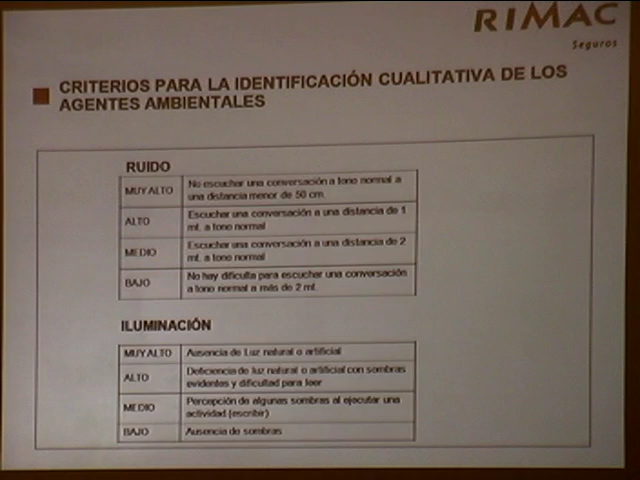 RIMAC
Seguros
CRITERIOS PARA LA IDENTIFICACIÓN CUALITATIVA DE LOS
AGENTES AMBIENTALES
RUIDO
MUY ALTO No escuchar una conversación a tono normal a
una distancia menor de 50 cm.
ALTO Escuchar una conversación a una distancia de 1
mt. a tono normal
MEDIO Escuchar una conversación a una distancia de 2
mt. a tono normal
BAJO No hay dificulta para escuchar una conversación
a tono normal a más de 2 mt.
ILUMINACIÓN
MUY ALTO Ausencia de Luz natural o artificial
ALTO Deficiencia de luz natural o artificial con sombras
evidentes y dificultad para leer
MEDIO Percepción de algunas sombras al ejecutar una
actividad (escribir)
BAJO Ausencia de sombras